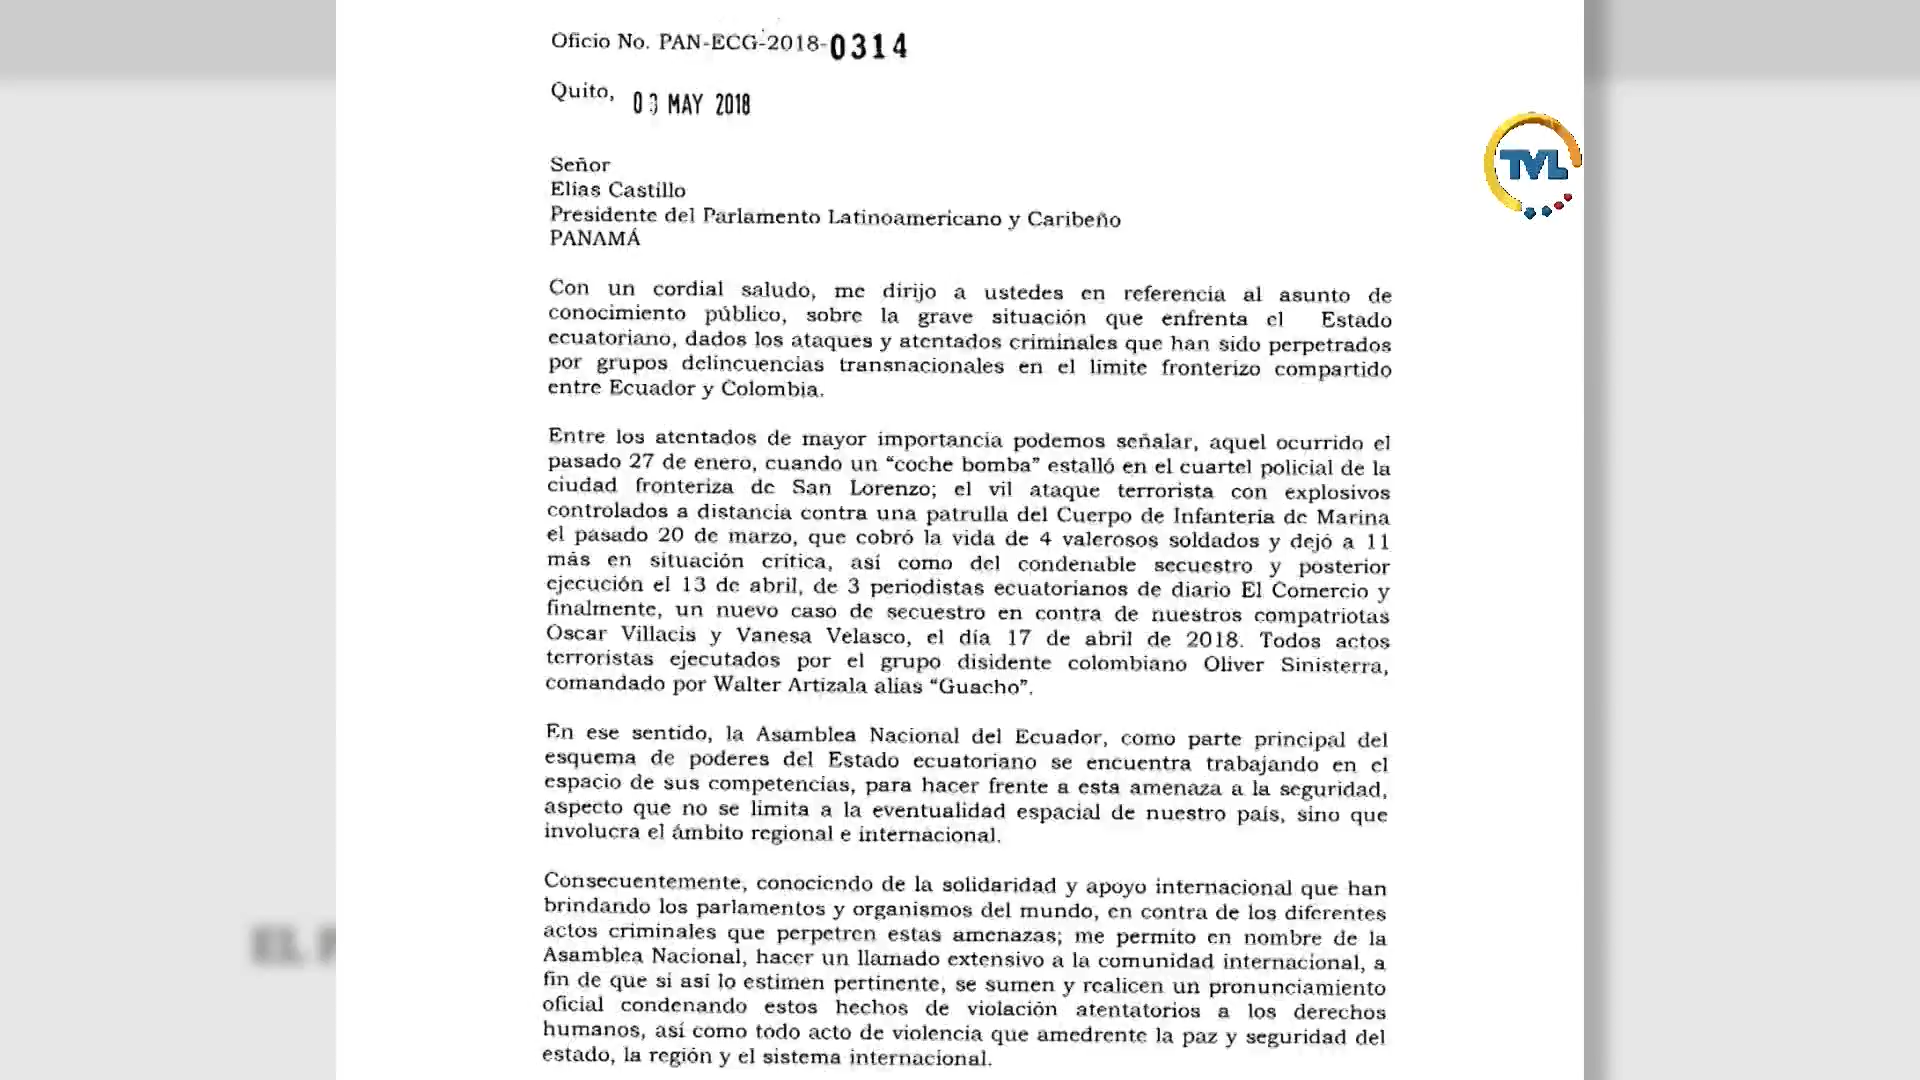 Oficio No. PAN-ECG-2018-0314
Quito, 03 MAY 2018
Señor
Elías Castillo
Presidente del Parlamento Latinoamericano y Caribeño
PANAMÁ
Con un cordial saludo, me dirijo a ustedes en referencia al asunto de
conocimiento público, sobre la grave situación que enfrenta el Estado
ecuatoriano, dados los ataques y atentados criminales que han sido perpetrados
por grupos delincuencias transnacionales en el limite fronterizo compartido
entre Ecuador y Colombia.
Entre los atentados de mayor importancia podemos señalar, aquel ocurrido el
pasado 27 de enero, cuando un “coche bomba” estalló en el cuartel policial de la
ciudad fronteriza de San Lorenzo; el vil ataque terrorista con explosivos
controlados a distancia contra una patrulla del Cuerpo de Infantería de Marina
el pasado 20 de marzo, que cobró la vida de 4 valerosos soldados y dejó a 11
más en situación crítica, así como del condenable secuestro y posterior
ejecución el 13 de abril, de 3 periodistas ecuatorianos de diario El Comercio y
finalmente, un nuevo caso de secuestro en contra de nuestros compatriotas
Oscar Villacis y Vanesa Velasco, el día 17 de abril de 2018. Todos actos
terroristas ejecutados por el grupo disidente colombiano Oliver Sinisterra,
comandado por Walter Artizala alias “Guacho”.
En ese sentido, la Asamblea Nacional del Ecuador, como parte principal del
esquema de poderes del Estado ecuatoriano se encuentra trabajando en el
espacio de sus competencias, para hacer frente a esta amenaza a la seguridad,
aspecto que no se limita a la eventualidad espacial de nuestro país, sino que
involucra el ámbito regional e internacional.
Consecuentemente, conociendo de la solidaridad y apoyo internacional que han
brindando los parlamentos y organismos del mundo, en contra de los diferentes
actos criminales que perpetren estas amenazas; me permito en nombre de la
Asamblea Nacional, hacer un llamado extensivo a la comunidad internacional, a
fin de que si así lo estimen pertinente, se sumen y realicen un pronunciamiento
oficial condenando estos hechos de violación atentatorios a los derechos
humanos, así como todo acto de violencia que amedrente la paz y seguridad del
estado, la región y el sistema internacional.
TVL
EL